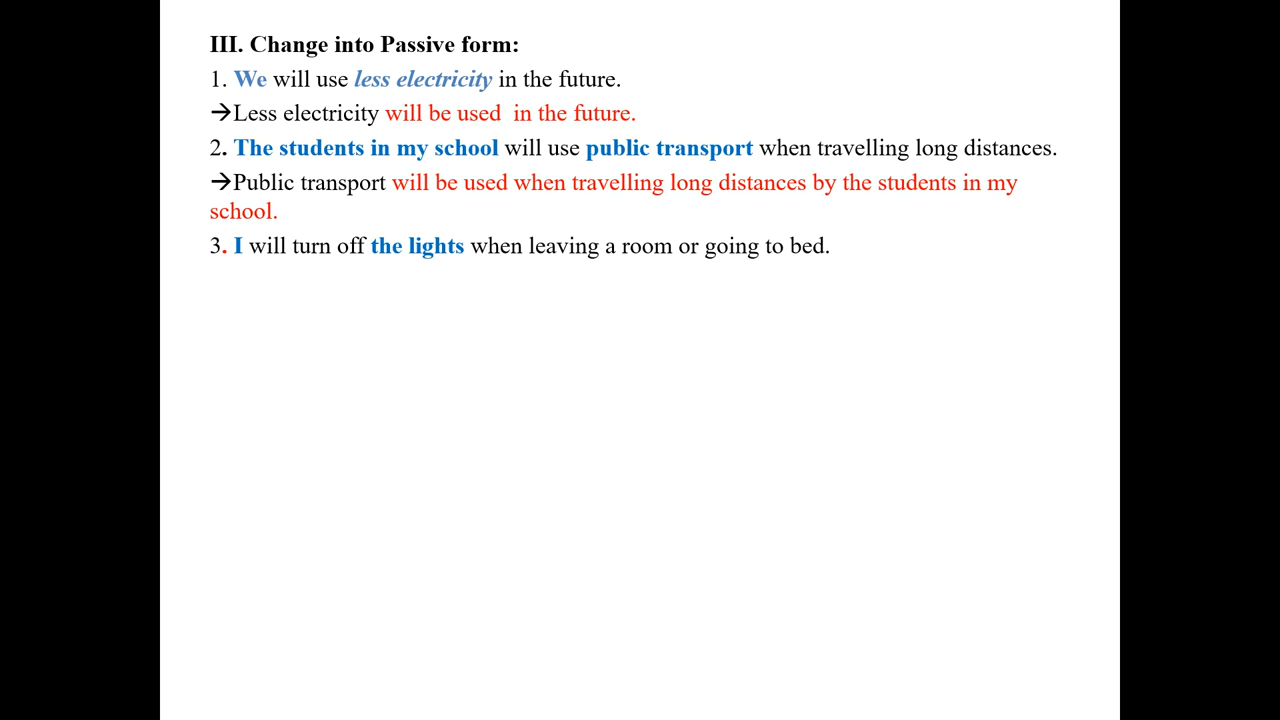 III. Change into Passive form:
1. We will use less electricity in the future.
→Less electricity will be used  in the future.
2. The students in my school will use public transport when travelling long distances.
→Public transport will be used when travelling long distances by the students in my
school.
3. I will turn off the lights when leaving a room or going to bed.